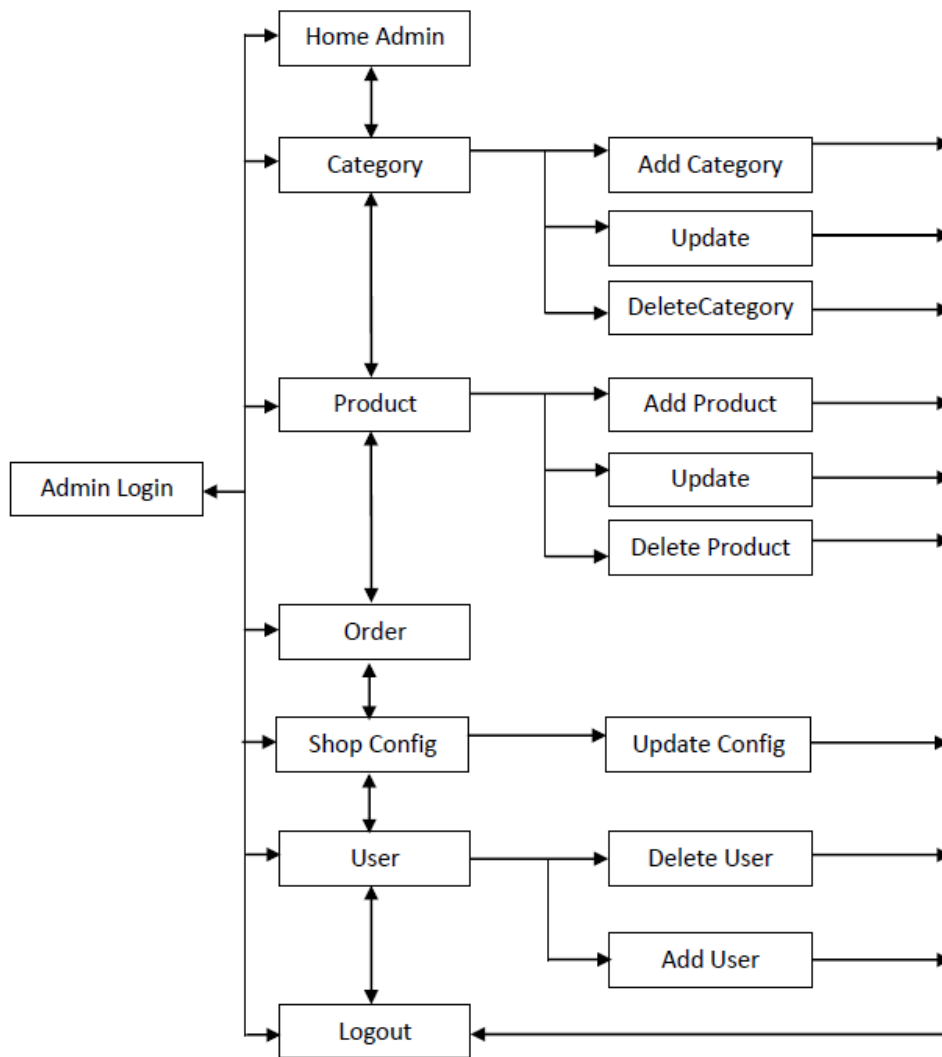 Home Admin
Category
Add Category
Update
DeleteCategory
Product
Add Product
Update
Delete Product
Admin Login
Order
Shop Config
Update Config
User
Delete User
Add User
Logout